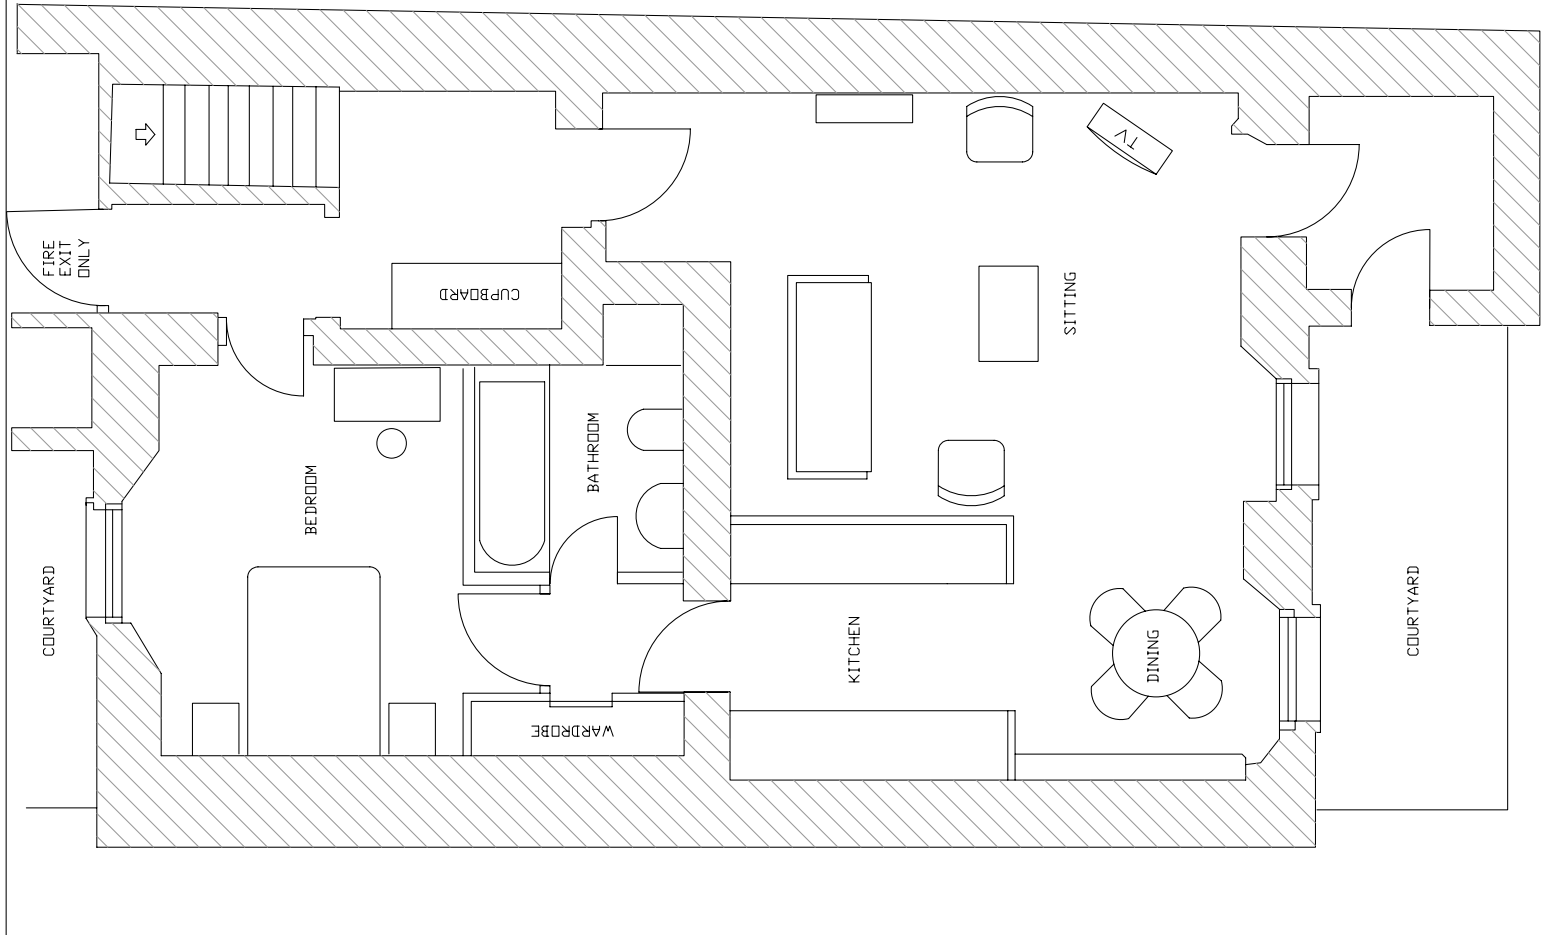 TV
FIRE
EXIT
ONLY
CUPBOARD
SITTING
BATHROOM
BEDROOM
COURTYARD
COURTYARD
KITCHEN
DINING
WARDROBE